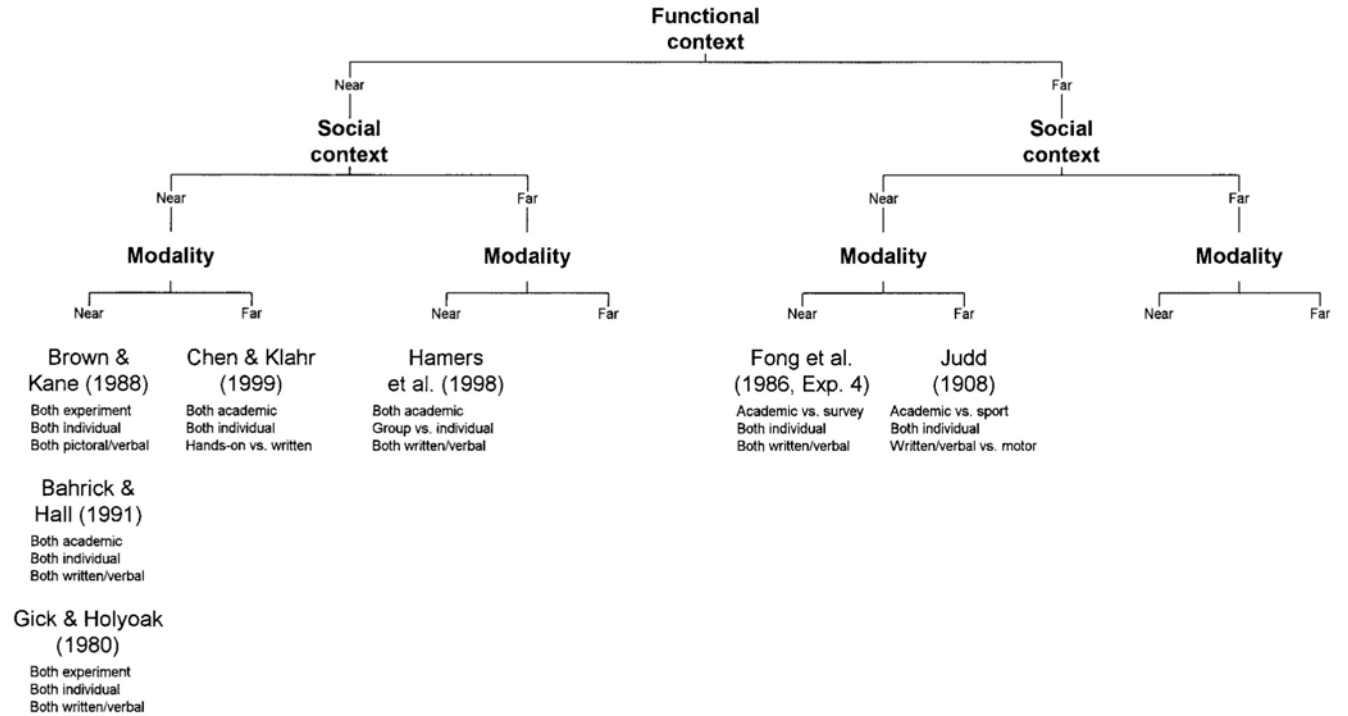 Functional
context
Near
Far
Social
context
Social
context
Near
Far
Near
Far
Modality
Modality
Modality
Modality
Near
Far
Near
Far
Near
Far
Near
Far
Brown &
Kane (1988)
Both experiment
Both individual
Both pictoral/verbal
Chen & Klahr
(1999)
Both academic
Both individual
Hands-on vs. written
Hamers
et al. (1998)
Both academic
Group vs. individual
Both written/verbal
Fong et al.
(1986, Exp. 4)
Academic vs. survey
Both individual
Both written/verbal
Judd
(1908)
Academic vs. sport
Both individual
Written/verbal vs. motor
Bahrick &
Hall (1991)
Both academic
Both individual
Both written/verbal
Gick & Holyoak
(1980)
Both experiment
Both individual
Both written/verbal